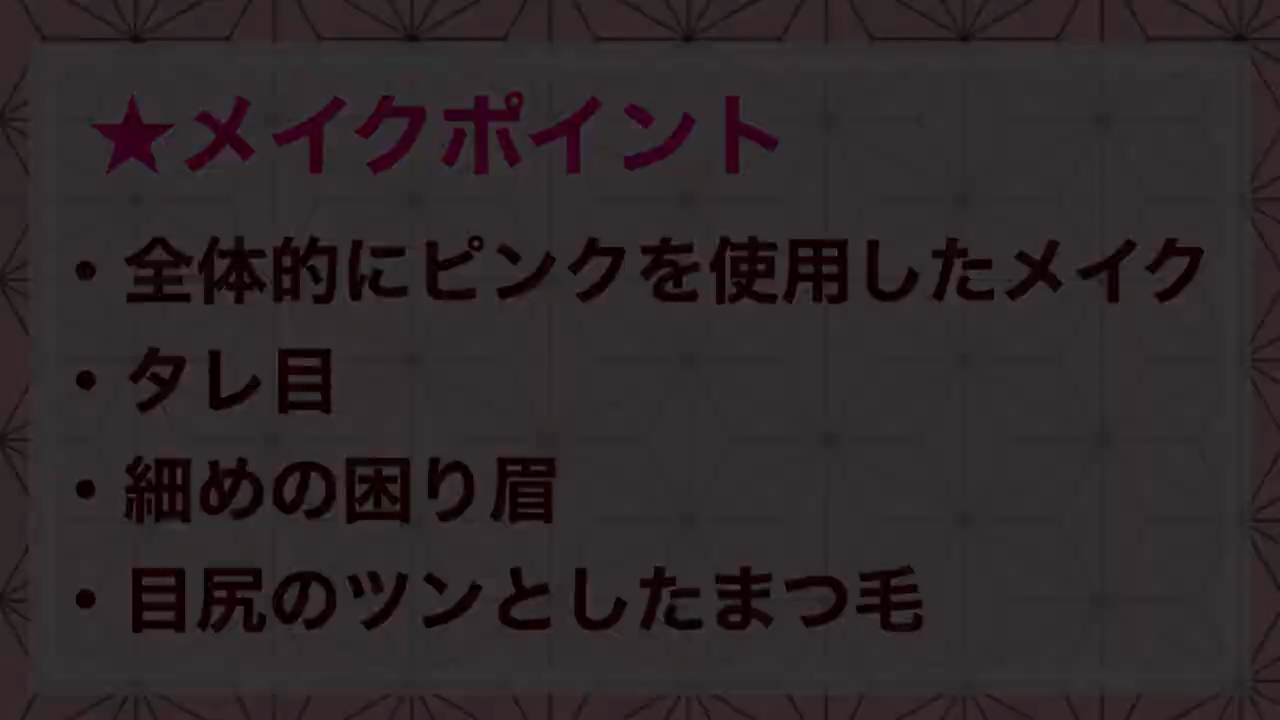 ★メイクポイント
・全体的にピンクを使用したメイク
・タレ目
・細めの困り眉
・目尻のツンとしたまつ毛